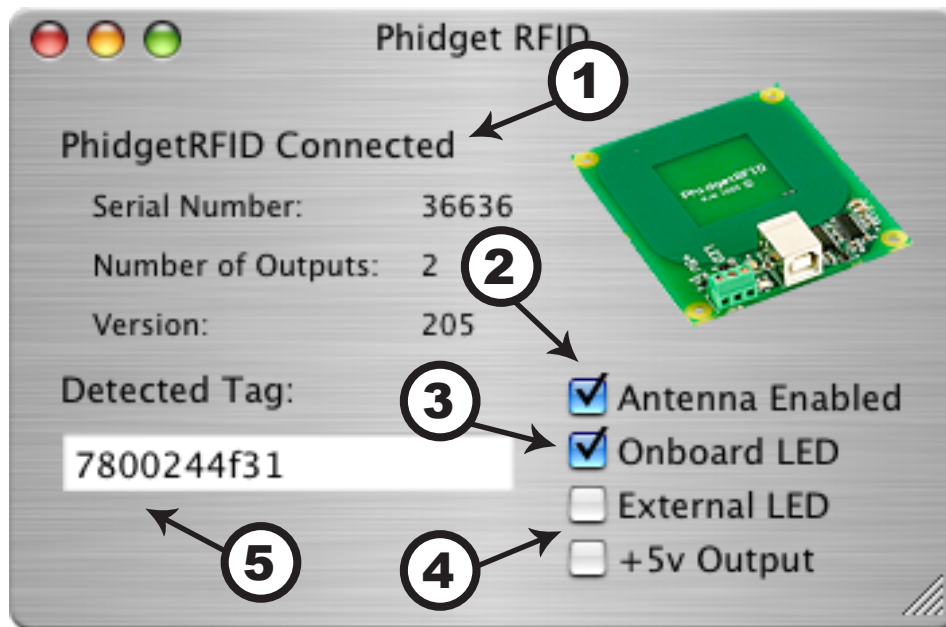 Phidget RFID
1
PhidgetRFID Connected
Serial Number: 36636
Number of Outputs: 2
2
Version: 205
PhidgetRFID
Detected Tag:
3
Antenna Enabled
7800244f31
Onboard LED
External LED
5
4
+5v Output